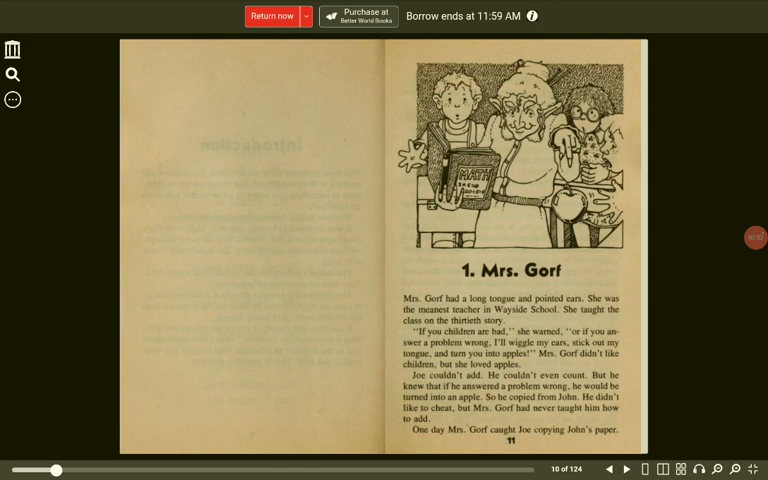 Return now
Purchase at
Better World Books
Borrow ends at 11:59 AM
MATH
1. Mrs. Gorf
Mrs. Gorf had a long tongue and pointed ears. She was
the meanest teacher in Wayside School. She taught the
class on the thirtieth story.
"If you children are bad," she warned, "or if you an-
swer a problem wrong, I'll wiggle my ears, stick out my
tongue, and turn you into apples!" Mrs. Gorf didn't like
children, but she loved apples.
Joe couldn't add. He couldn't even count. But he
knew that if he answered a problem wrong, he would be
turned into an apple. So he copied from John. He didn't
like to cheat, but Mrs. Gorf had never taught him how
to add.
One day Mrs. Gorf caught Joe copying John's paper.
11
10 of 124